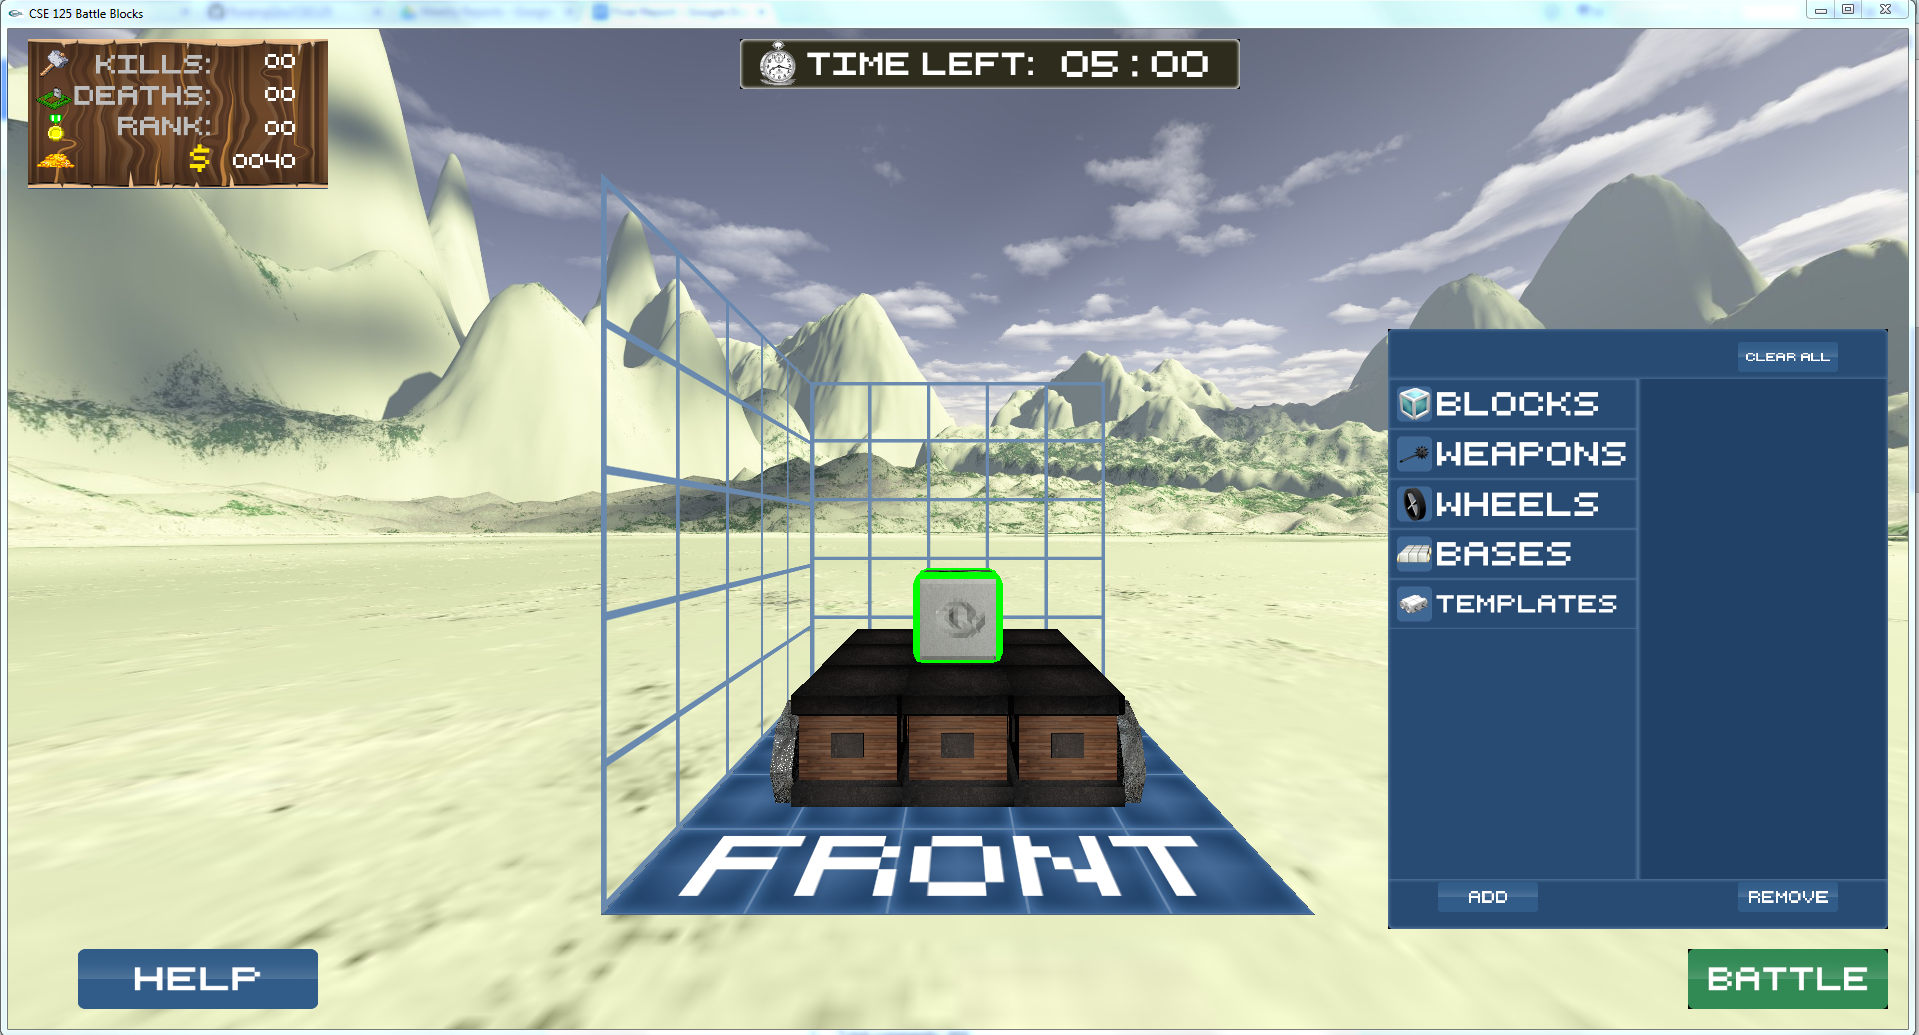 CSE 125 Battle Blocks
KILLS: 00
DEATHS: 00
RANK: 00
$ 0040
TIME LEFT: 05:00
CLEAR ALL
BLOCKS
WEAPONS
WHEELS
BASES
TEMPLATES
ADD
REMOVE
FRONT
HELP
BATTLE